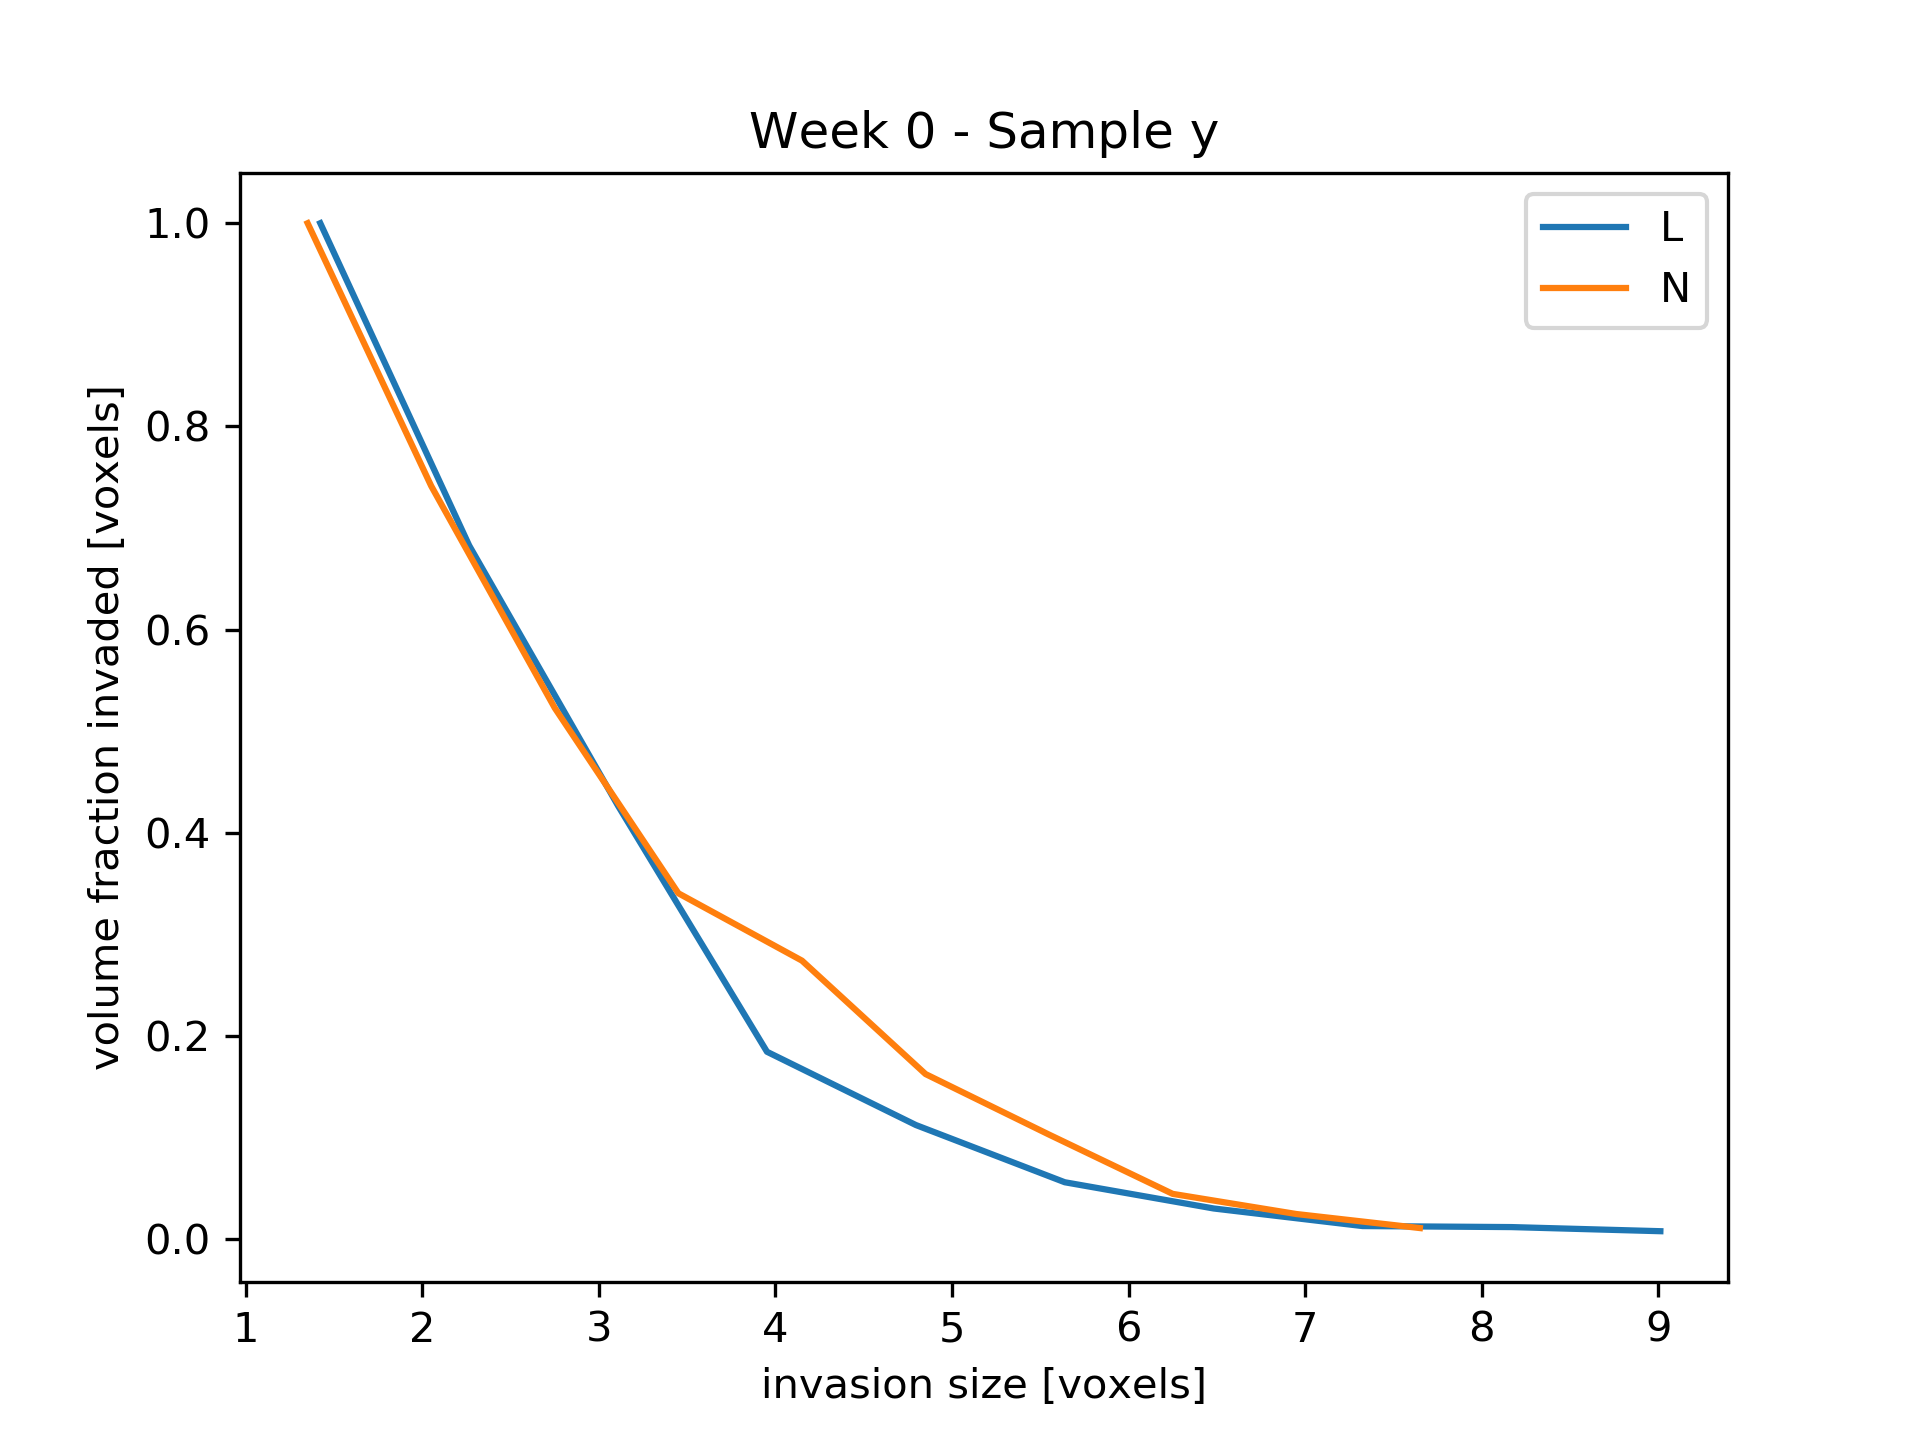 Week 0 - Sample y
L
N
volume fraction invaded [voxels]
1.0
0.8
0.6
0.4
0.2
0.0
1 2 3 4 5 6 7 8 9
invasion size [voxels]